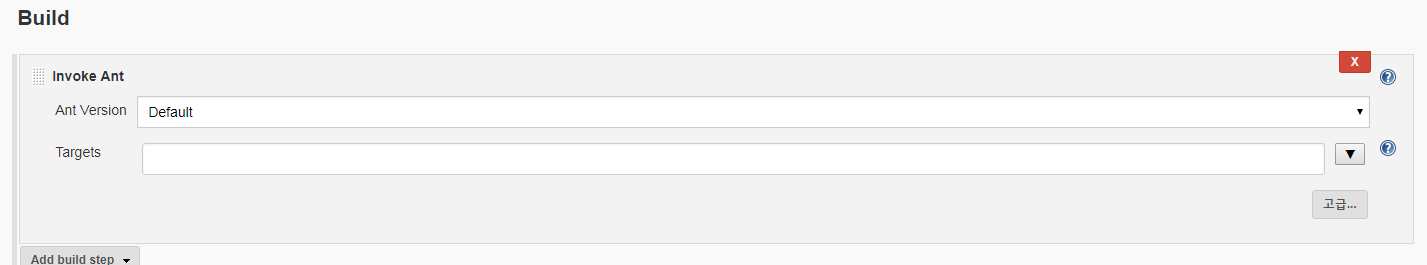 Build
Invoke Ant
X
?
Ant Version
Default
Targets
?
고급...
Add build step